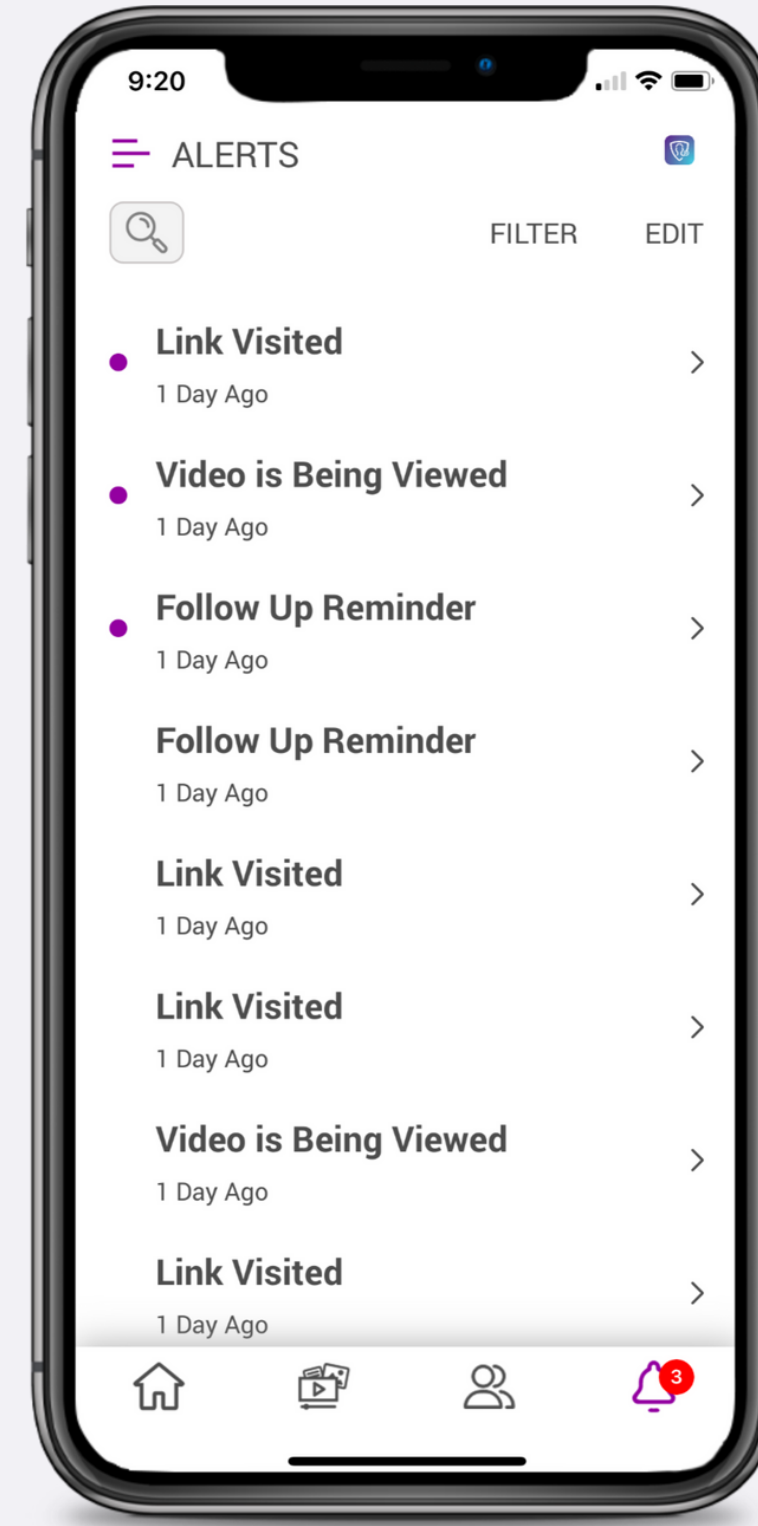 9:20
ALERTS
FILTER EDIT
Link Visited
1 Day Ago
Video is Being Viewed
1 Day Ago
Follow Up Reminder
1 Day Ago
Follow Up Reminder
1 Day Ago
Link Visited
1 Day Ago
Link Visited
1 Day Ago
Video is Being Viewed
1 Day Ago
Link Visited
1 Day Ago
3